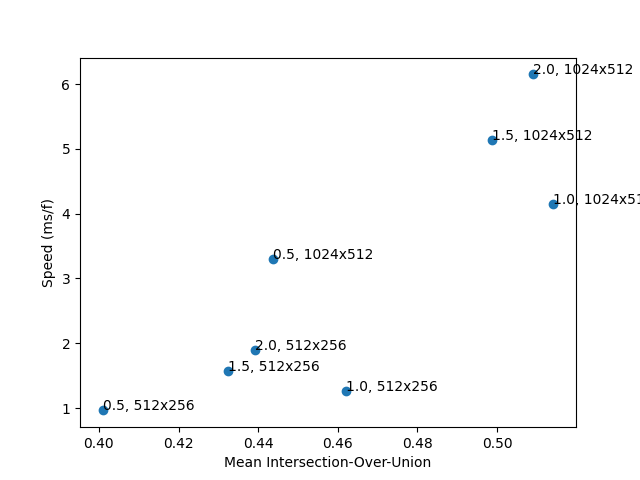 6
2.0, 1024x512
5
1.5, 1024x512
4
1.0, 1024x51
Speed (ms/f)
3
0.5, 1024x512
2
2.0, 512x256
1.5, 512x256
1.0, 512x256
1
0.5, 512x256
0.40 0.42 0.44 0.46 0.48 0.50
Mean Intersection-Over-Union